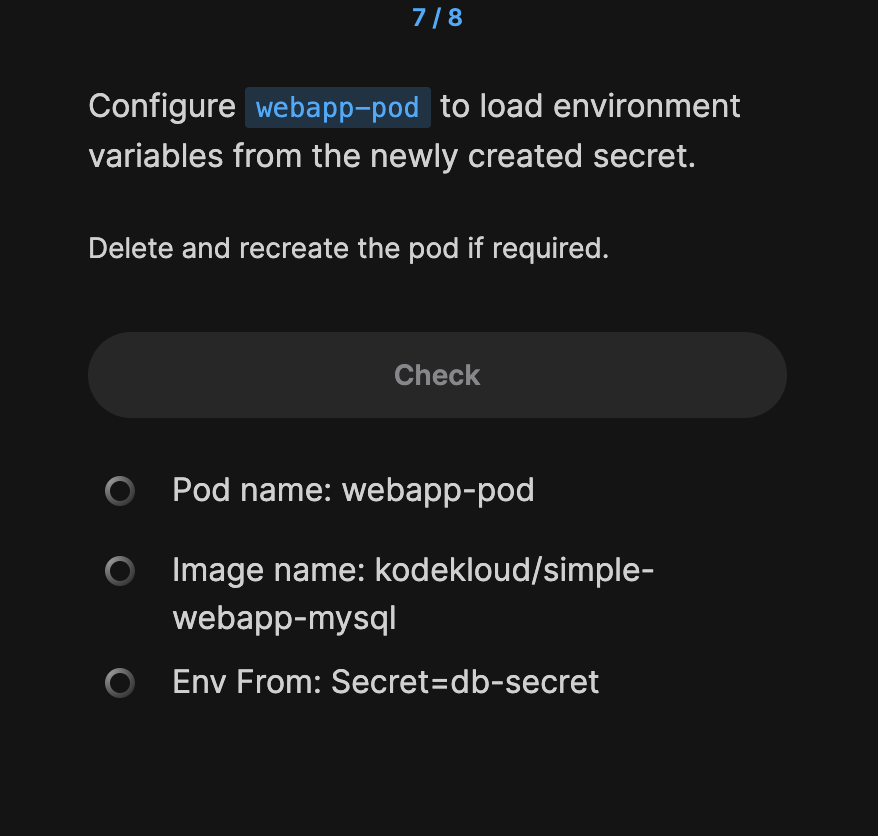 7 / 8
Configure webapp-pod to load environment
variables from the newly created secret.
Delete and recreate the pod if required.
Check
Pod name: webapp-pod
Image name: kodekloud/simple-
webapp-mysql
Env From: Secret=db-secret